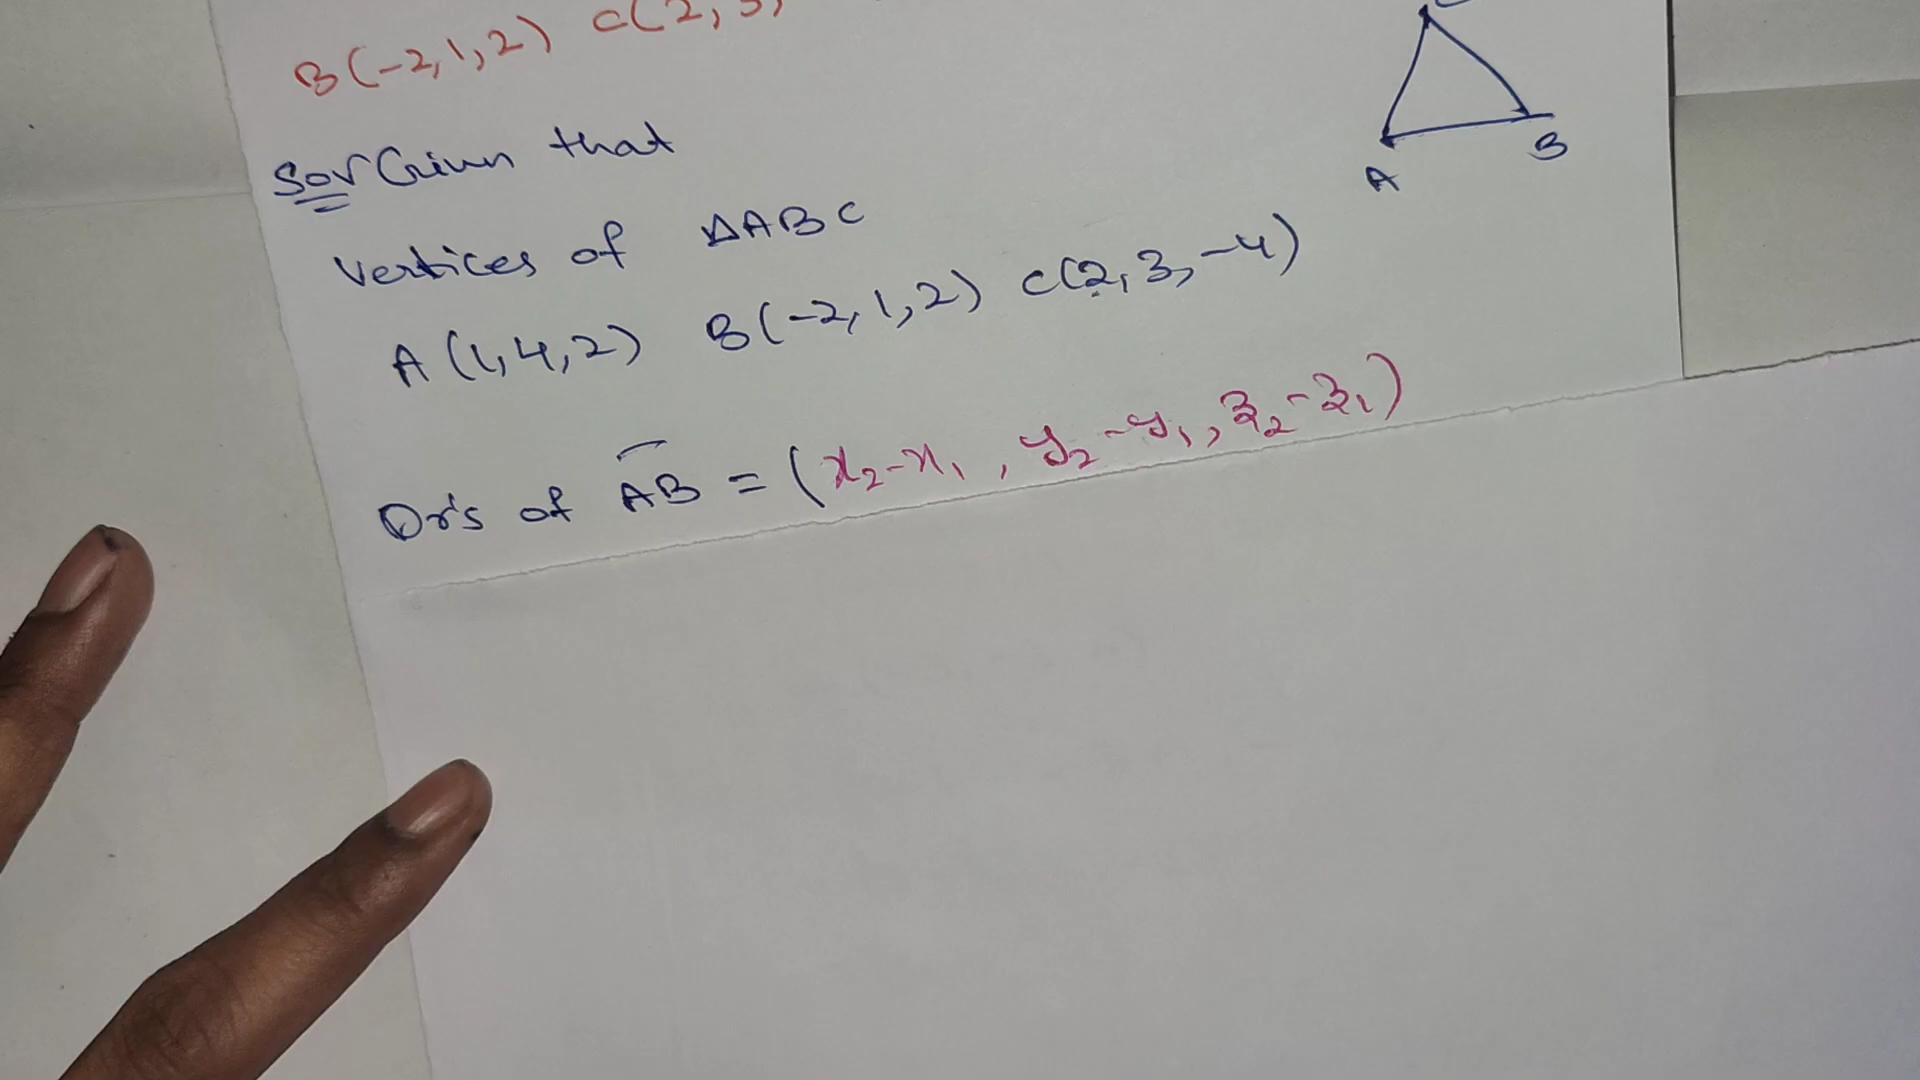 B(-2,1,2) C(2,3,
Sol Given that
Vertices of ΔABC
A(1,4,2) B(-2,1,2) C(2,3,-4)
Dr's of AB = (x₂-x₁, y₂-y₁, z₂-z₁)
A
B